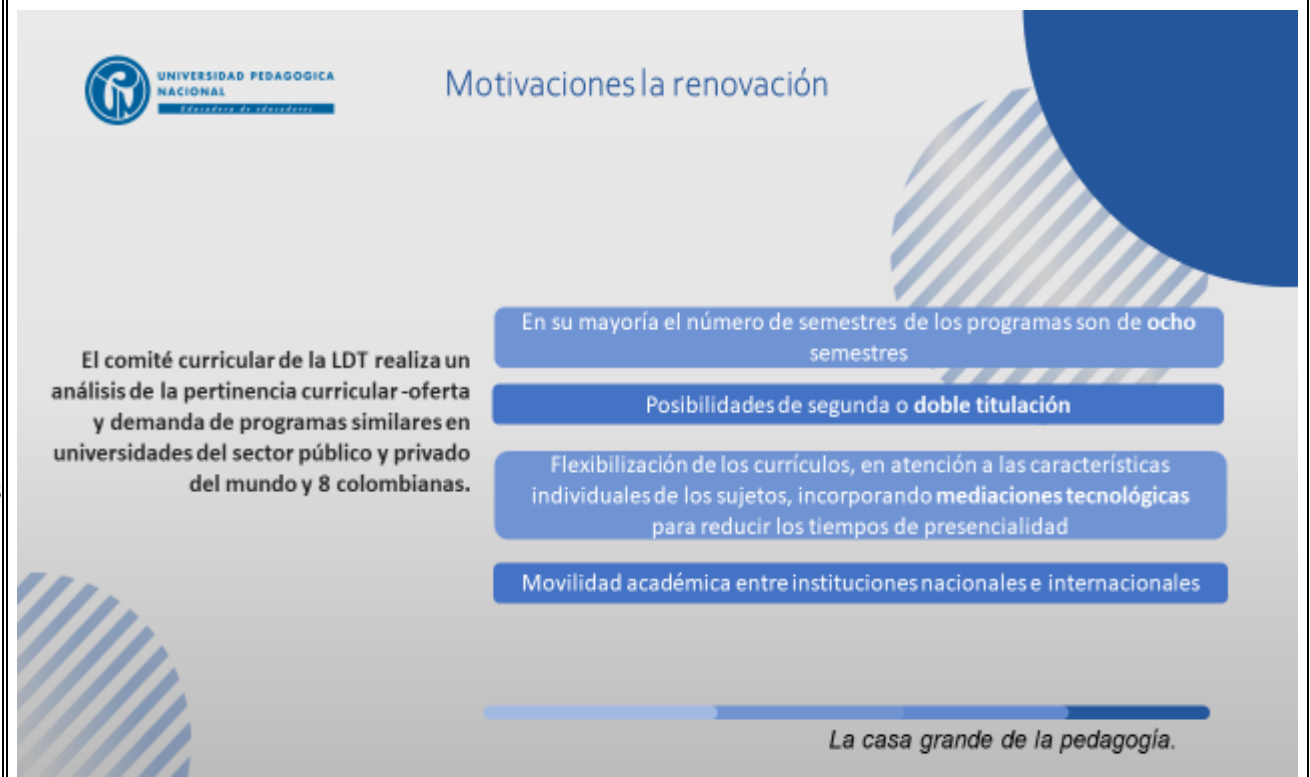 UNIVERSIDAD PEDAGOGICA
NACIONAL
Educadora de educadores
Motivaciones la renovación
El comité curricular de la LDT realiza un
análisis de la pertinencia curricular -oferta
y demanda de programas similares en
universidades del sector público y privado
del mundo y 8 colombianas.
En su mayoría el número de semestres de los programas son de ocho
semestres
Posibilidades de segunda o doble titulación
Flexibilización de los currículos, en atención a las características
individuales de los sujetos, incorporando mediaciones tecnológicas
para reducir los tiempos de presencialidad
Movilidad académica entre instituciones nacionales e internacionales
La casa grande de la pedagogía.